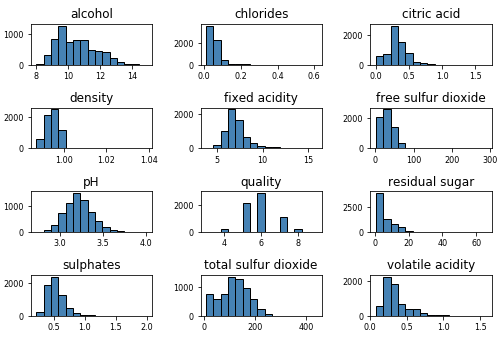 alcohol
chlorides
citric acid
1000
0
8 10 12 14
2000
0
0.0 0.2 0.4 0.6
2000
0
0.0 0.5 1.0 1.5
density
fixed acidity
free sulfur dioxide
2000
0
1.00 1.02 1.04
2000
0
5 10 15
2000
0
0 100 200 300
pH
quality
residual sugar
1000
0
3.0 3.5 4.0
2000
0
4 6 8
2500
0
0 20 40 60
sulphates
total sulfur dioxide
volatile acidity
2000
0
0.5 1.0 1.5 2.0
1000
0
0 200 400
2000
0
0.0 0.5 1.0 1.5